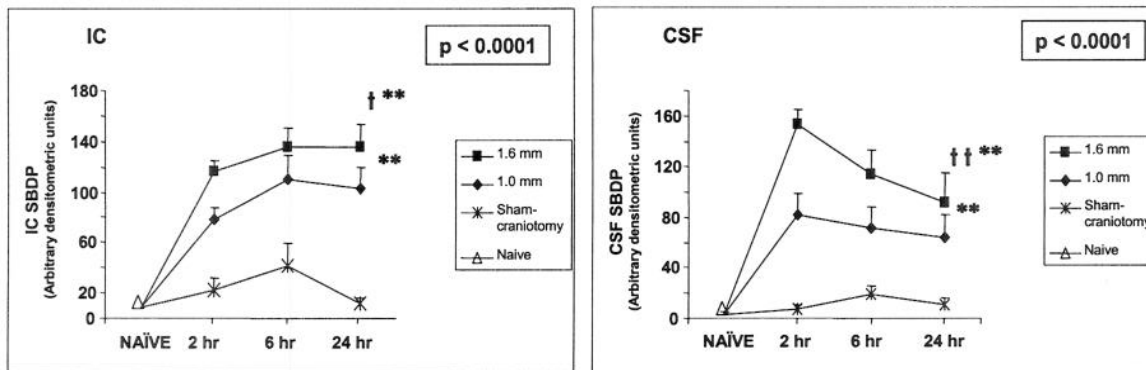 IC
p < 0.0001
IC SBDP
(Arbitrary densitometric units)
180
140
100
60
20
0
† **
**
NAÏVE 2 hr 6 hr 24 hr
1.6 mm
1.0 mm
Sham-
craniotomy
Naive
CSF
p < 0.0001
CSF SBDP
(Arbitrary densitometric units)
160
120
80
40
0
† † **
**
NAÏVE 2 hr 6 hr 24 hr
1.6 mm
1.0 mm
Sham-
craniotomy
Naive